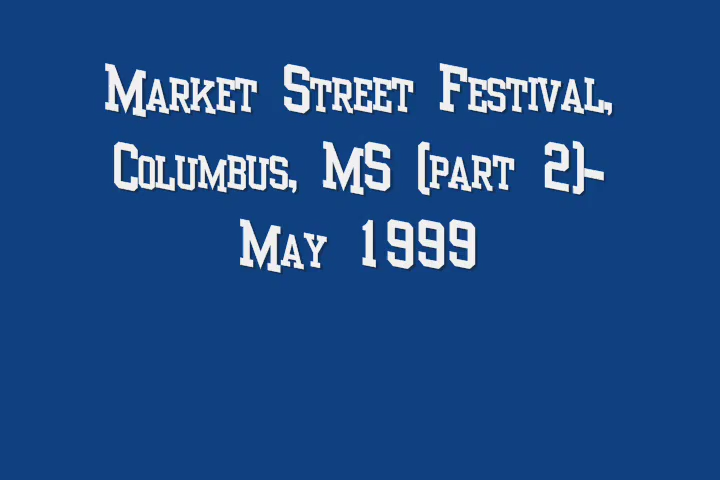 Market Street Festival,
Columbus, MS (part 2)-
May 1999